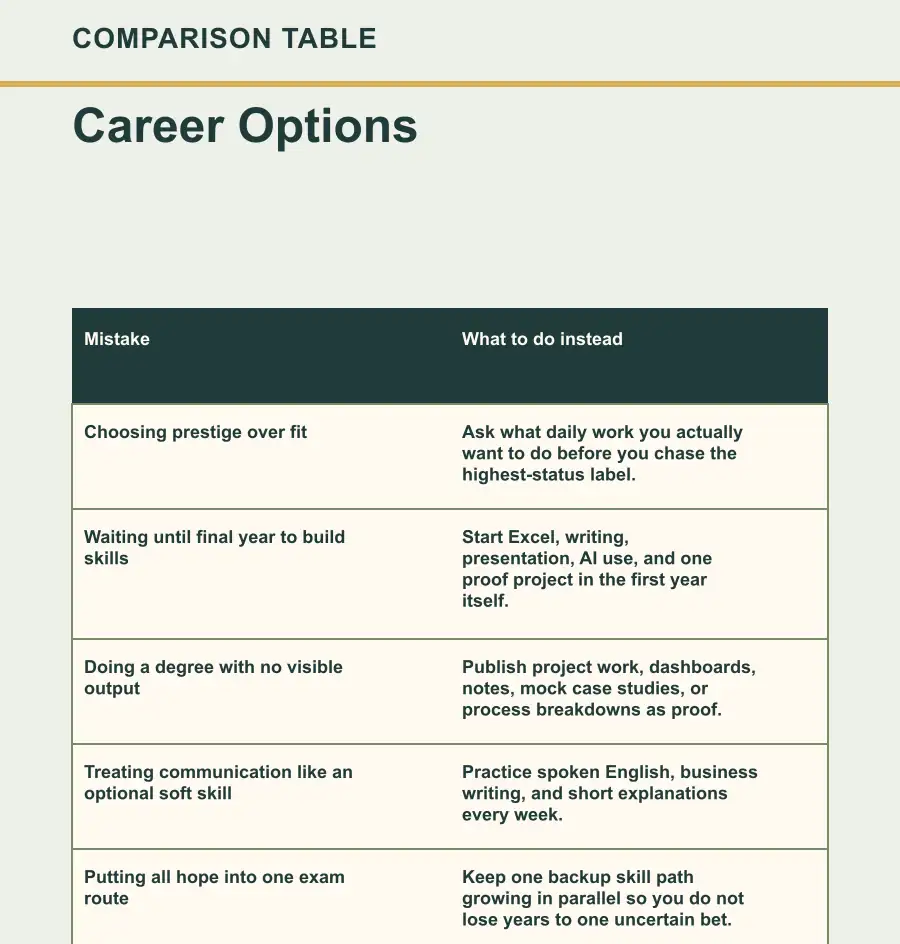 COMPARISON TABLE
Career Options
Mistake
What to do instead
Choosing prestige over fit
Ask what daily work you actually
want to do before you chase the
highest-status label.
Waiting until final year to build
skills
Start Excel, writing,
presentation, AI use, and one
proof project in the first year
itself.
Doing a degree with no visible
output
Publish project work, dashboards,
notes, mock case studies, or
process breakdowns as proof.
Treating communication like an
optional soft skill
Practice spoken English, business
writing, and short explanations
every week.
Putting all hope into one exam
route
Keep one backup skill path
growing in parallel so you do not
lose years to one uncertain bet.